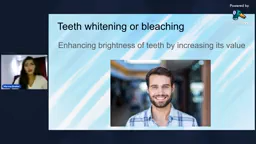 Powered by
Teeth whitening or bleaching
Enhancing brightness of teeth by increasing its value